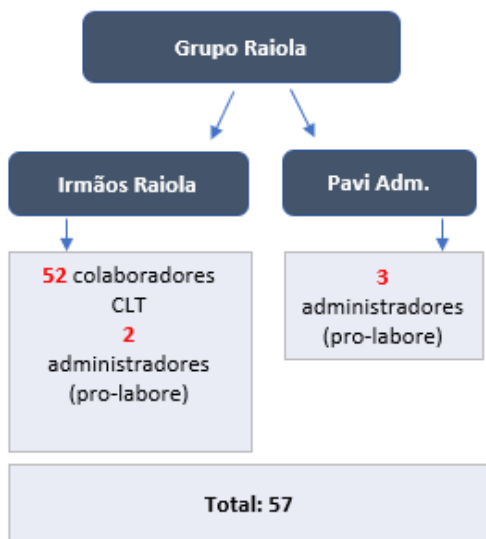 Grupo Raiola
Irmãos Raiola
Pavi Adm.
52 colaboradores
CLT
2
administradores
(pro-labore)
3
administradores
(pro-labore)
Total: 57